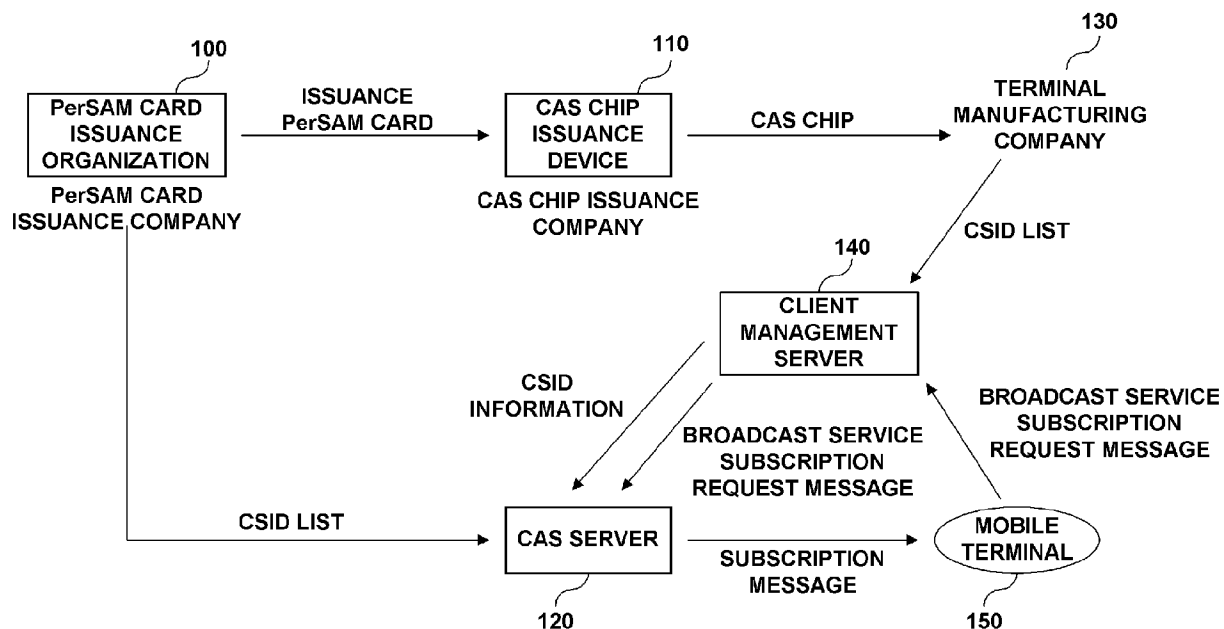 100
110
130
PerSAM CARD
ISSUANCE
ORGANIZATION
ISSUANCE
PerSAM CARD
CAS CHIP
ISSUANCE
DEVICE
CAS CHIP
TERMINAL
MANUFACTURING
COMPANY
PerSAM CARD
ISSUANCE COMPANY
CAS CHIP ISSUANCE
COMPANY
CSID LIST
140
CLIENT
MANAGEMENT
SERVER
CSID
INFORMATION
BROADCAST SERVICE
SUBSCRIPTION
REQUEST MESSAGE
BROADCAST SERVICE
SUBSCRIPTION
REQUEST MESSAGE
CSID LIST
CAS SERVER
SUBSCRIPTION
MESSAGE
MOBILE
TERMINAL
120
150